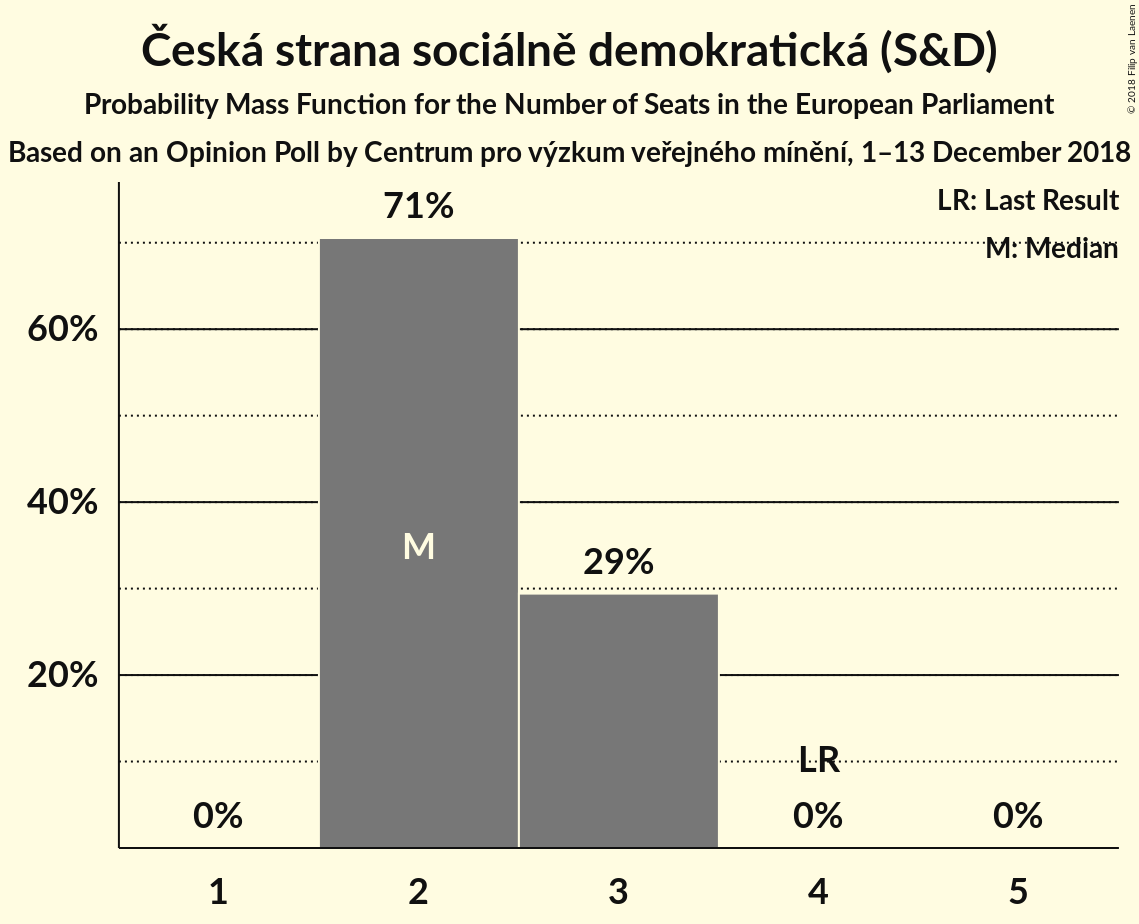 Česká strana sociálně demokratická (S&D)
Probability Mass Function for the Number of Seats in the European Parliament
Based on an Opinion Poll by Centrum pro výzkum veřejného mínění, 1–13 December 2018
© 2018 Filip van Laenen
LR: Last Result
M: Median
71%
60%
40%
M
29%
20%
LR
0%
0%
0%
1
2
3
4
5